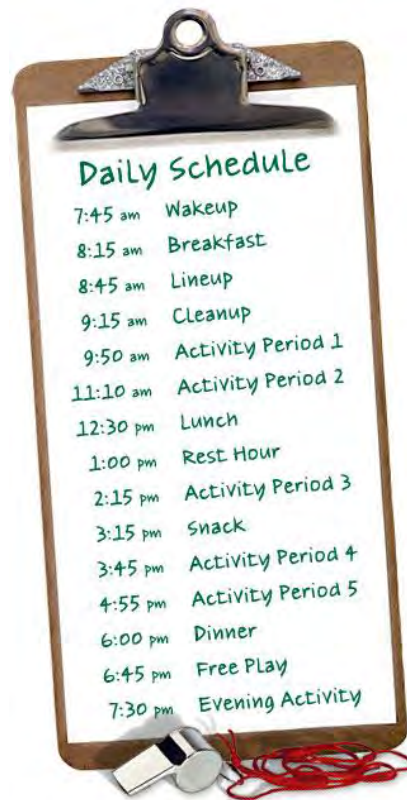 Daily Schedule
7:45 am Wakeup
8:15 am Breakfast
8:45 am Lineup
9:15 am Cleanup
9:50 am Activity Period 1
11:10 am Activity Period 2
12:30 pm Lunch
1:00 pm Rest Hour
2:15 pm Activity Period 3
3:15 pm Snack
3:45 pm Activity Period 4
4:55 pm Activity Period 5
6:00 pm Dinner
6:45 pm Free Play
7:30 pm Evening Activity